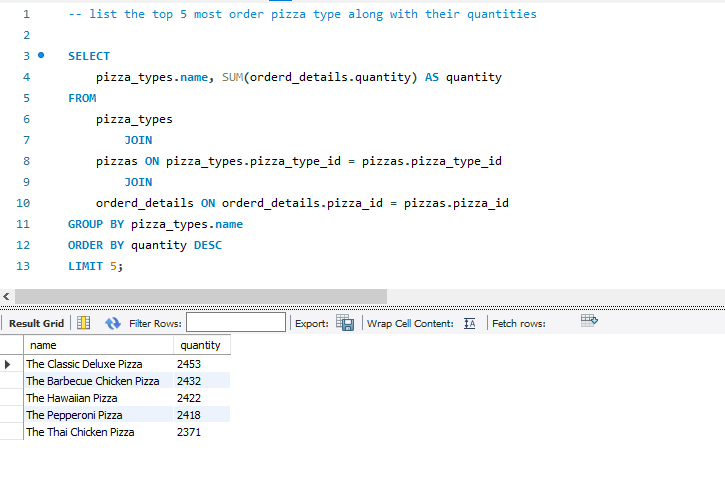 1 -- list the top 5 most order pizza type along with their quantities
2
3 SELECT
4 pizza_types.name, SUM(orderd_details.quantity) AS quantity
5 FROM
6 pizza_types
7 JOIN
8 pizzas ON pizza_types.pizza_type_id = pizzas.pizza_type_id
9 JOIN
10 orderd_details ON orderd_details.pizza_id = pizzas.pizza_id
11 GROUP BY pizza_types.name
12 ORDER BY quantity DESC
13 LIMIT 5;
Result Grid Filter Rows: Export: Wrap Cell Content: IA Fetch rows:
name quantity
The Classic Deluxe Pizza 2453
The Barbecue Chicken Pizza 2432
The Hawaiian Pizza 2422
The Pepperoni Pizza 2418
The Thai Chicken Pizza 2371